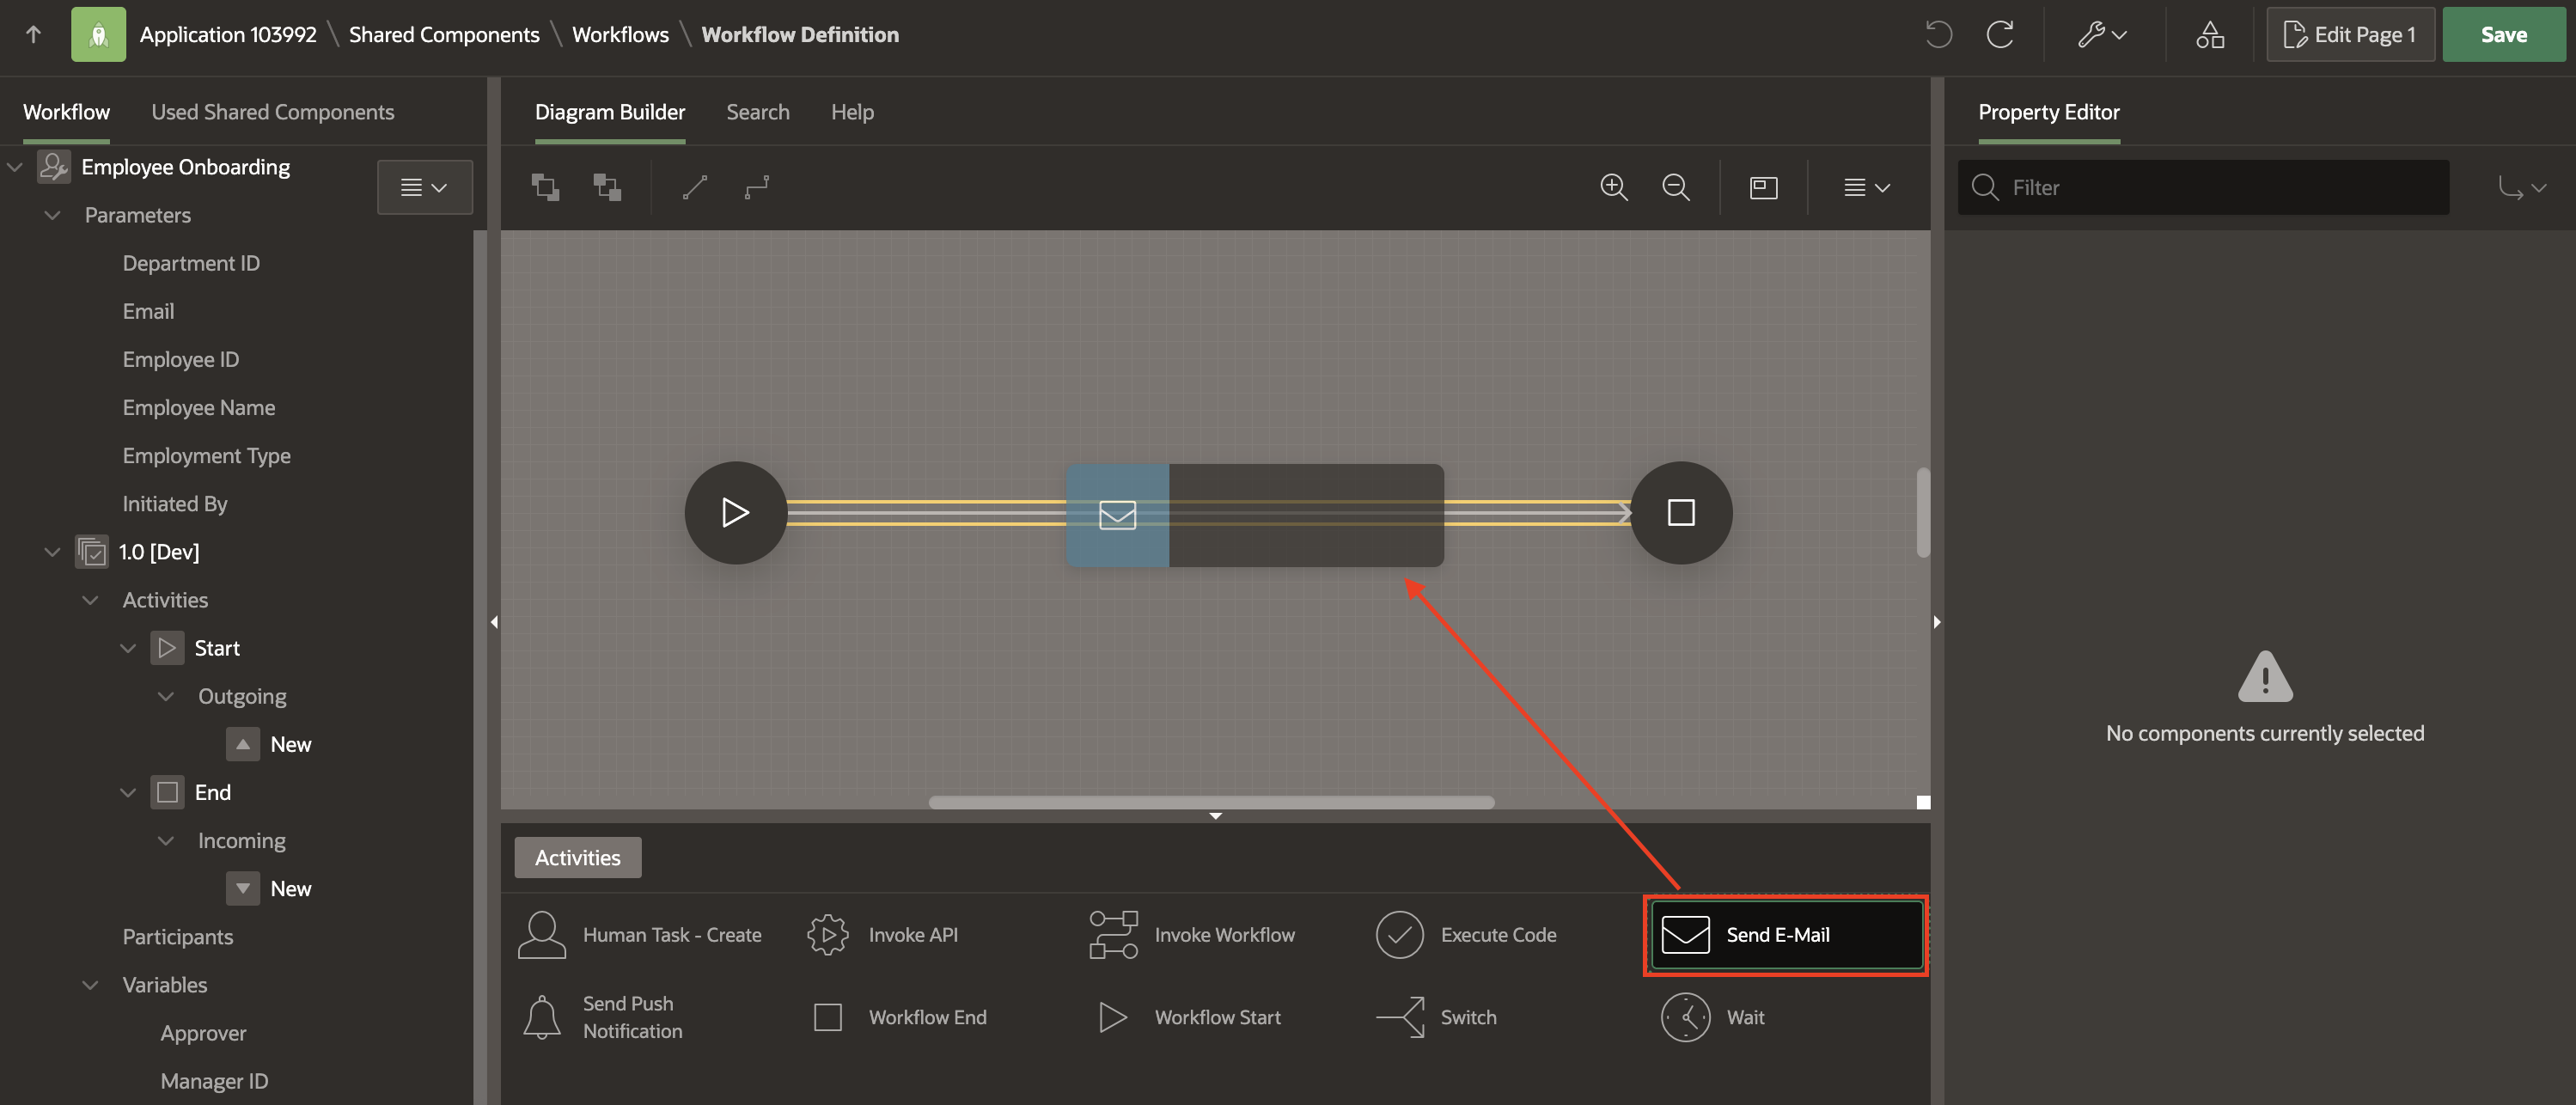 Application 103992 \ Shared Components \ Workflows \ Workflow Definition
Edit Page 1
Save
Workflow
Used Shared Components
Employee Onboarding
Parameters
Department ID
Email
Employee ID
Employee Name
Employment Type
Initiated By
1.0 [Dev]
Activities
Start
Outgoing
New
End
Incoming
New
Participants
Variables
Approver
Manager ID
Diagram Builder
Search
Help
Activities
Human Task - Create
Invoke API
Invoke Workflow
Execute Code
Send E-Mail
Send Push
Notification
Workflow End
Workflow Start
Switch
Wait
Property Editor
Filter
No components currently selected